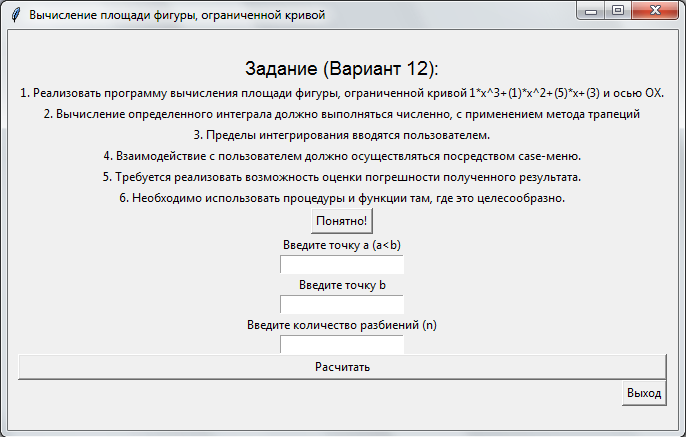 Вычисление площади фигуры, ограниченной кривой
Задание (Вариант 12):
1. Реализовать программу вычисления площади фигуры, ограниченной кривой 1*x^3+(1)*x^2+(5)*x+(3) и осью OX.
2. Вычисление определенного интеграла должно выполняться численно, с применением метода трапеций
3. Пределы интегрирования вводятся пользователем.
4. Взаимодействие с пользователем должно осуществляться посредством case-меню.
5. Требуется реализовать возможность оценки погрешности полученного результата.
6. Необходимо использовать процедуры и функции там, где это целесообразно.
Понятно!
Введите точку a (a<b)
Введите точку b
Введите количество разбиений (n)
Расчитать
Выход